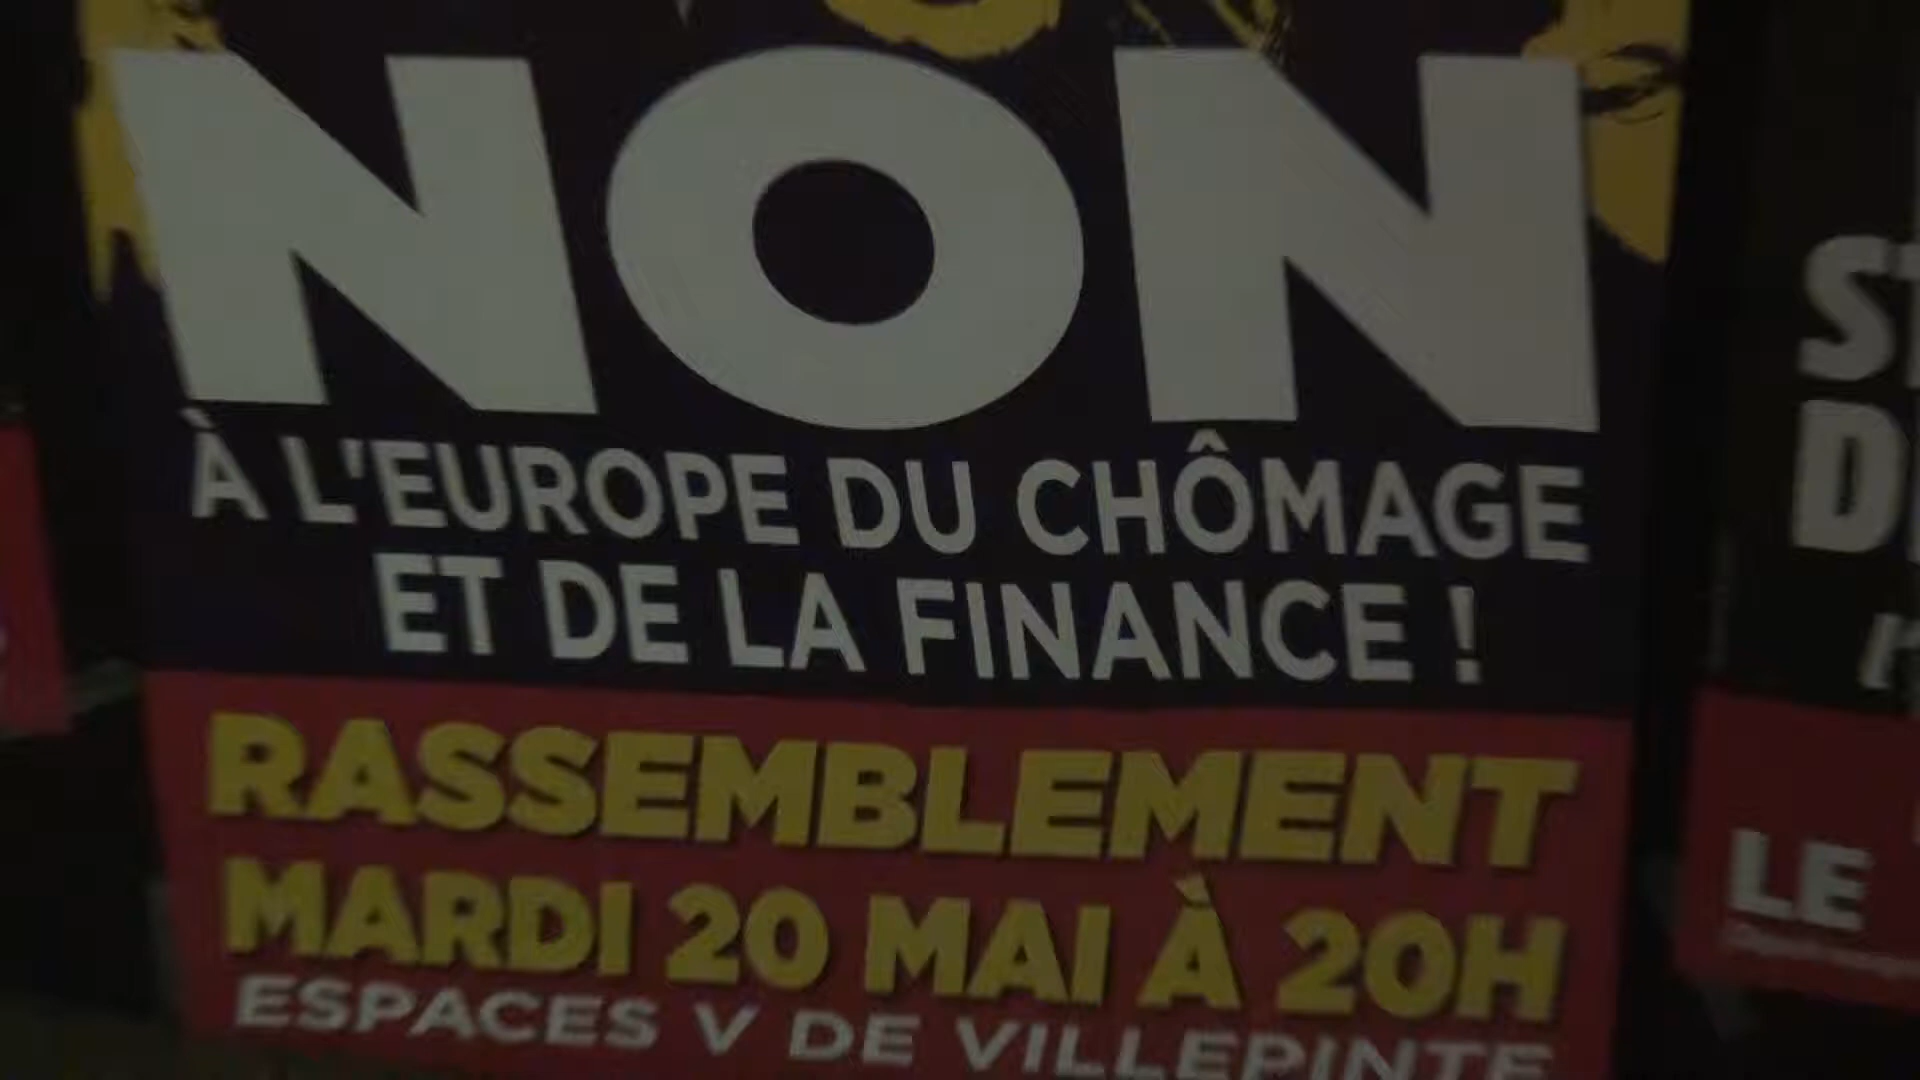 NON
À L'EUROPE DU CHÔMAGE
ET DE LA FINANCE !
RASSEMBLEMENT
MARDI 20 MAI À 20H
ESPACES V DE VILLEPINTE
LE